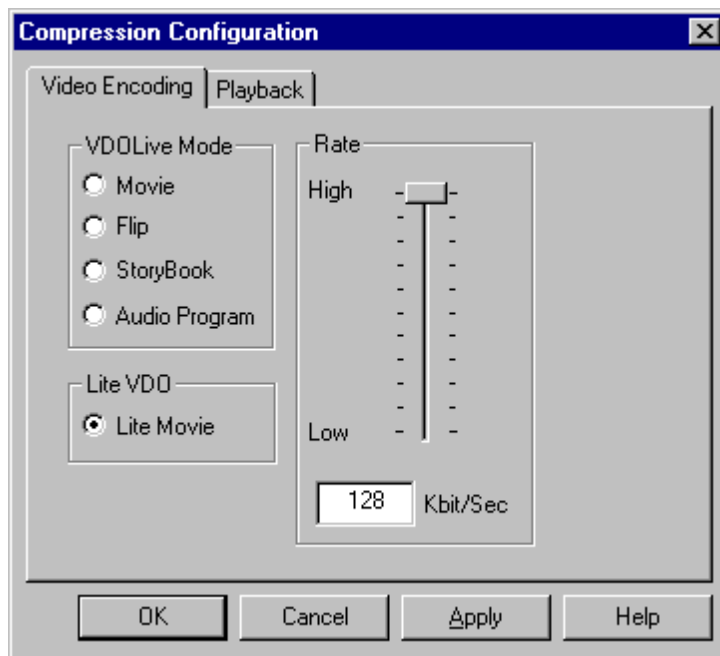 Compression Configuration
Video Encoding
Playback
VDOLive Mode
Movie
Flip
StoryBook
Audio Program
Lite VDO
Lite Movie
Rate
High
Low
128 Kbit/Sec
OK
Cancel
Apply
Help